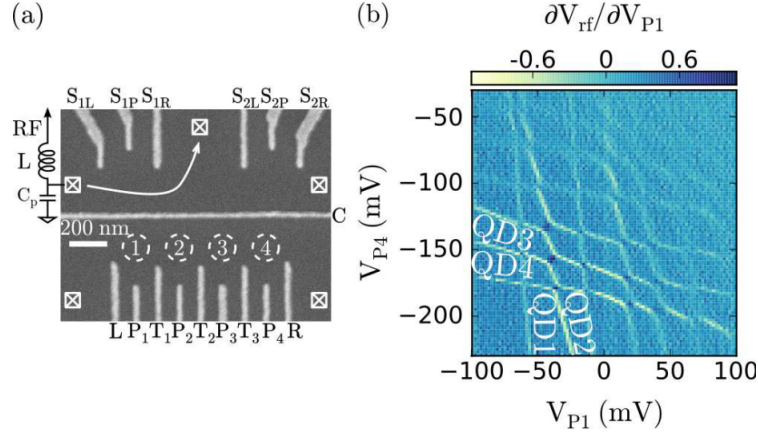 (a)
S1L S1P S1R S2L S2P S2R
RF
L
Cp
C
200 nm
1 2 3 4
L P1 T1 P2 T2 P3 T3 P4 R
(b)
∂Vrf/∂VP1
-0.6 0 0.6
−50
−100
−150
−200
VP4 (mV)
QD3
QD4
QD1
QD2
−100 −50 0 50 100
VP1 (mV)